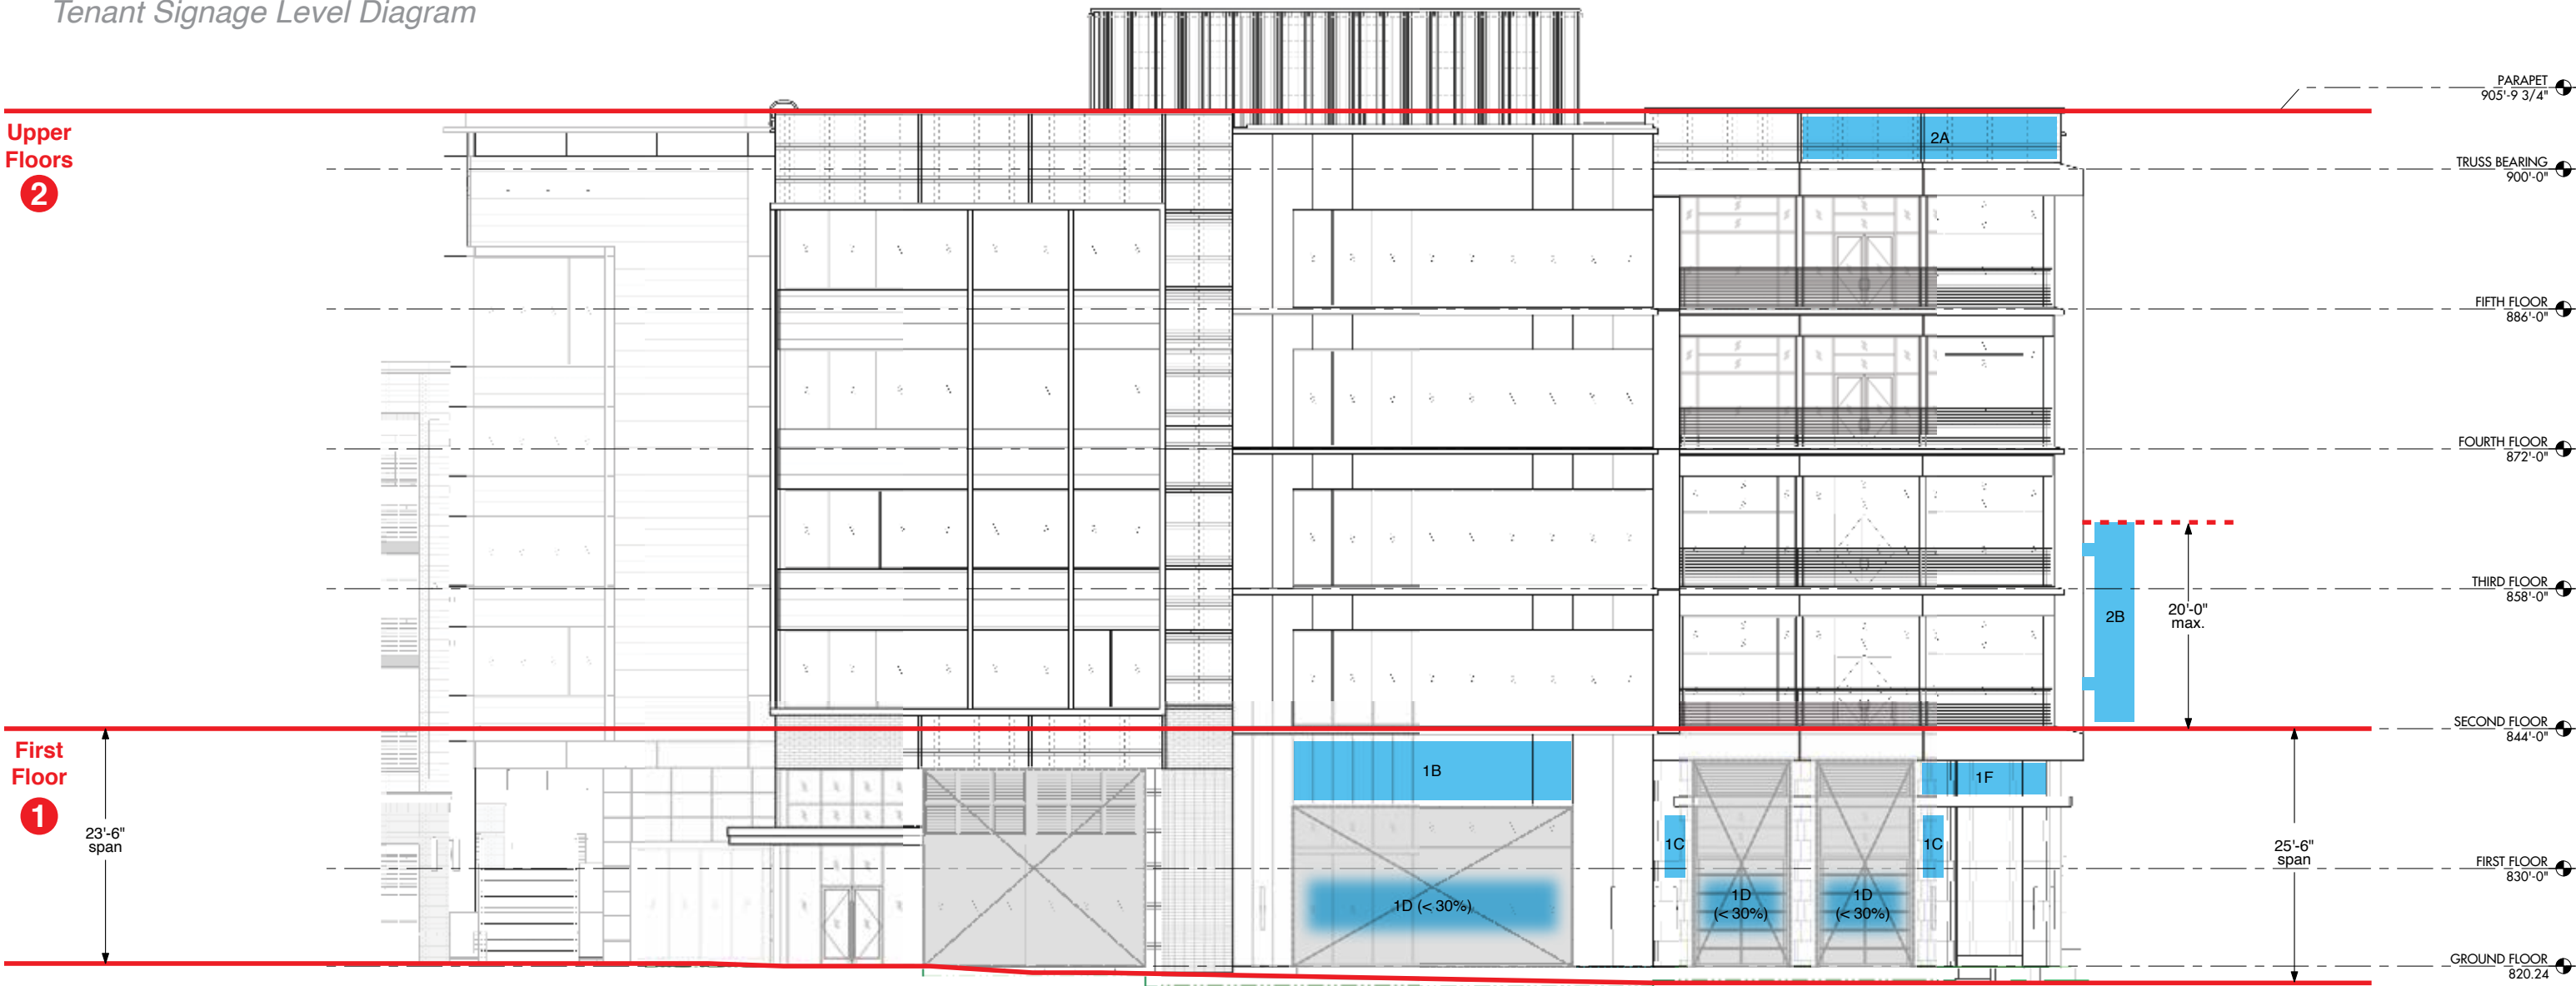 Tenant Signage Level Diagram
PARAPET
905'-9 3/4"
Upper
Floors
2
2A
TRUSS BEARING
900'-0"
FIFTH FLOOR
886'-0"
FOURTH FLOOR
872'-0"
THIRD FLOOR
858'-0"
2B
20'-0"
max.
SECOND FLOOR
844'-0"
First
Floor
1
23'-6"
span
1B
1F
1C
1C
25'-6"
span
FIRST FLOOR
830'-0"
1D (< 30%)
1D
(< 30%)
1D
(< 30%)
GROUND FLOOR
820.24